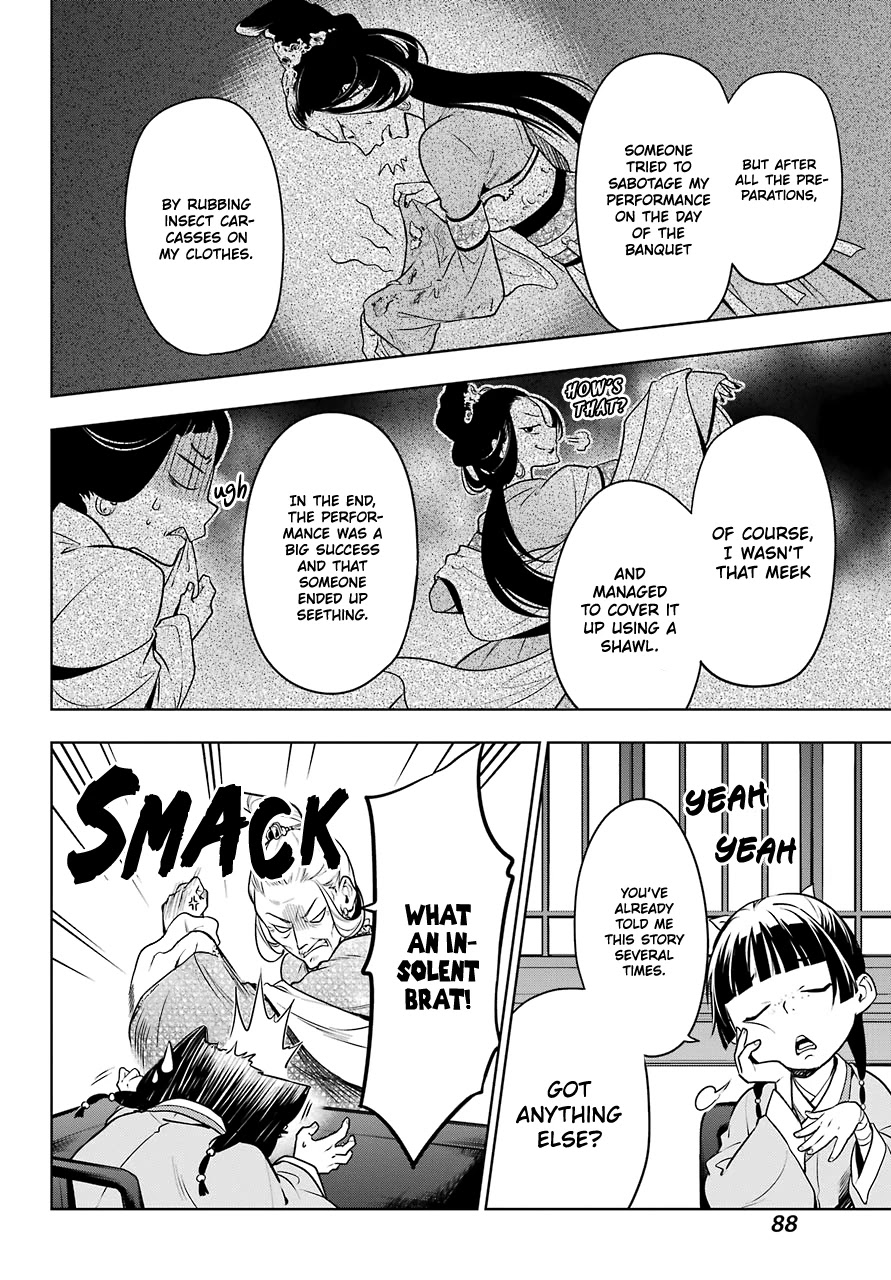 BUT AFTER
ALL THE PRE-
PARATIONS,
SOMEONE
TRIED TO
SABOTAGE MY
PERFORMANCE
ON THE DAY
OF THE
BANQUET
BY RUBBING
INSECT CAR-
CASSES ON
MY CLOTHES.
HOW'S
THAT?
OF COURSE,
I WASN'T
THAT MEEK
AND
MANAGED
TO COVER IT
UP USING A
SHAWL.
IN THE END,
THE PERFOR-
MANCE WAS A
BIG SUCCESS
AND THAT
SOMEONE
ENDED UP
SEETHING.
ugh
YEAH
YEAH
YOU'VE
ALREADY
TOLD ME
THIS STORY
SEVERAL
TIMES.
GOT
ANYTHING
ELSE?
WHAT
AN IN-
SOLENT
BRAT!
SMACK
88